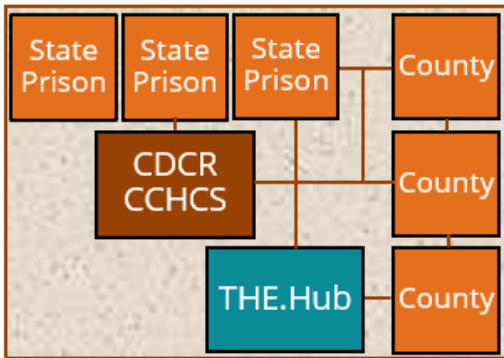 State
Prison
State
Prison
State
Prison
County
CDCR
CCHCS
County
THE.Hub
County